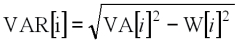 VAR[i] = √(VA[i]² − W[i]²)